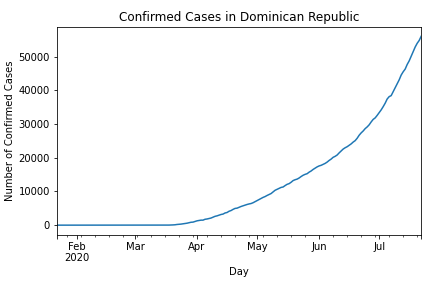 Confirmed Cases in Dominican Republic
Number of Confirmed Cases
50000
40000
30000
20000
10000
0
Feb Mar Apr May Jun Jul
2020
Day